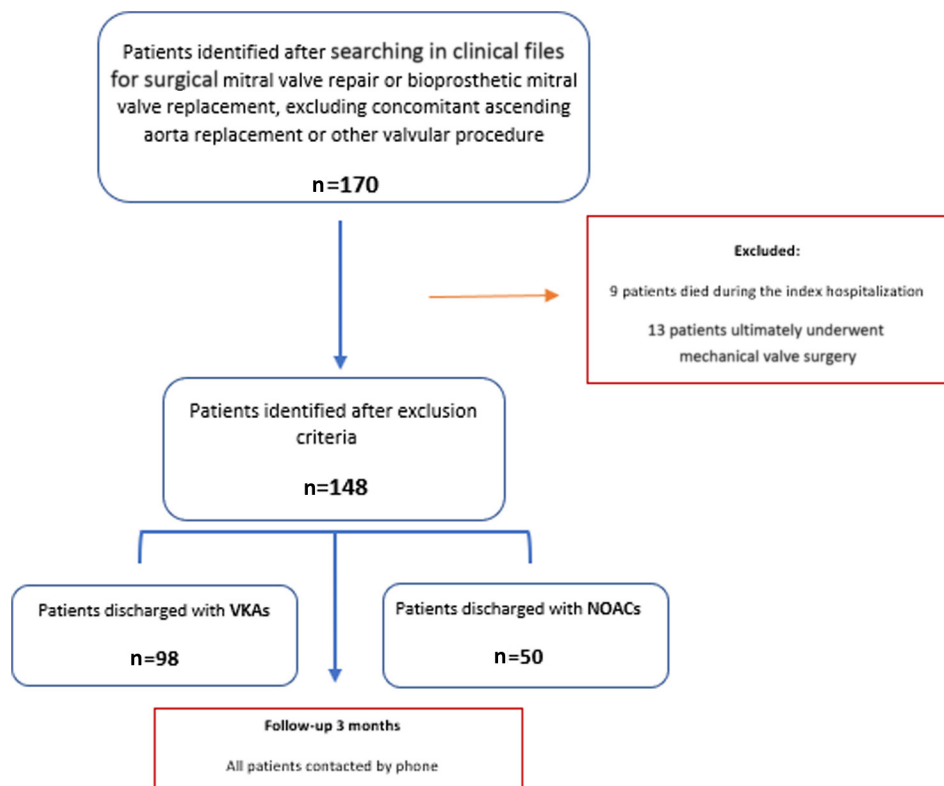 Patients identified after searching in clinical files
for surgical mitral valve repair or bioprosthetic mitral
valve replacement, excluding concomitant ascending
aorta replacement or other valvular procedure
n=170
Excluded:
9 patients died during the index hospitalization
13 patients ultimately underwent
mechanical valve surgery
Patients identified after exclusion
criteria
n=148
Patients discharged with VKAs
n=98
Patients discharged with NOACs
n=50
Follow-up 3 months
All patients contacted by phone